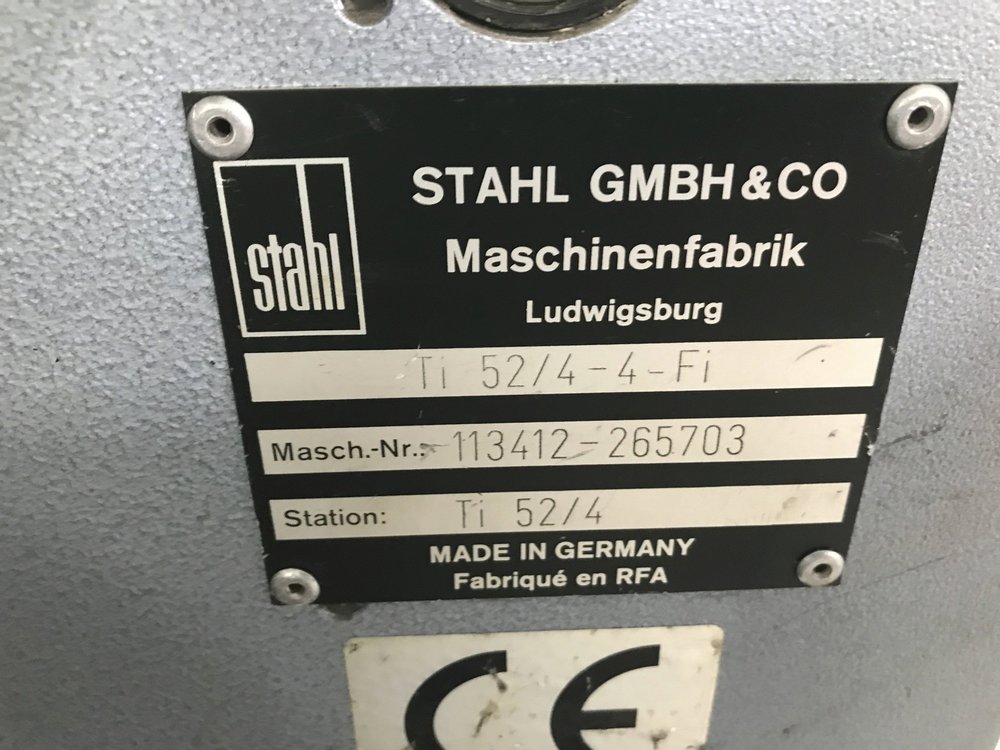 stahl
STAHL GMBH & CO
Maschinenfabrik
Ludwigsburg
Ti 52/4-4-Fi
Masch.-Nr.: 113412-265703
Station: Ti 52/4
MADE IN GERMANY
Fabriqué en RFA
CE